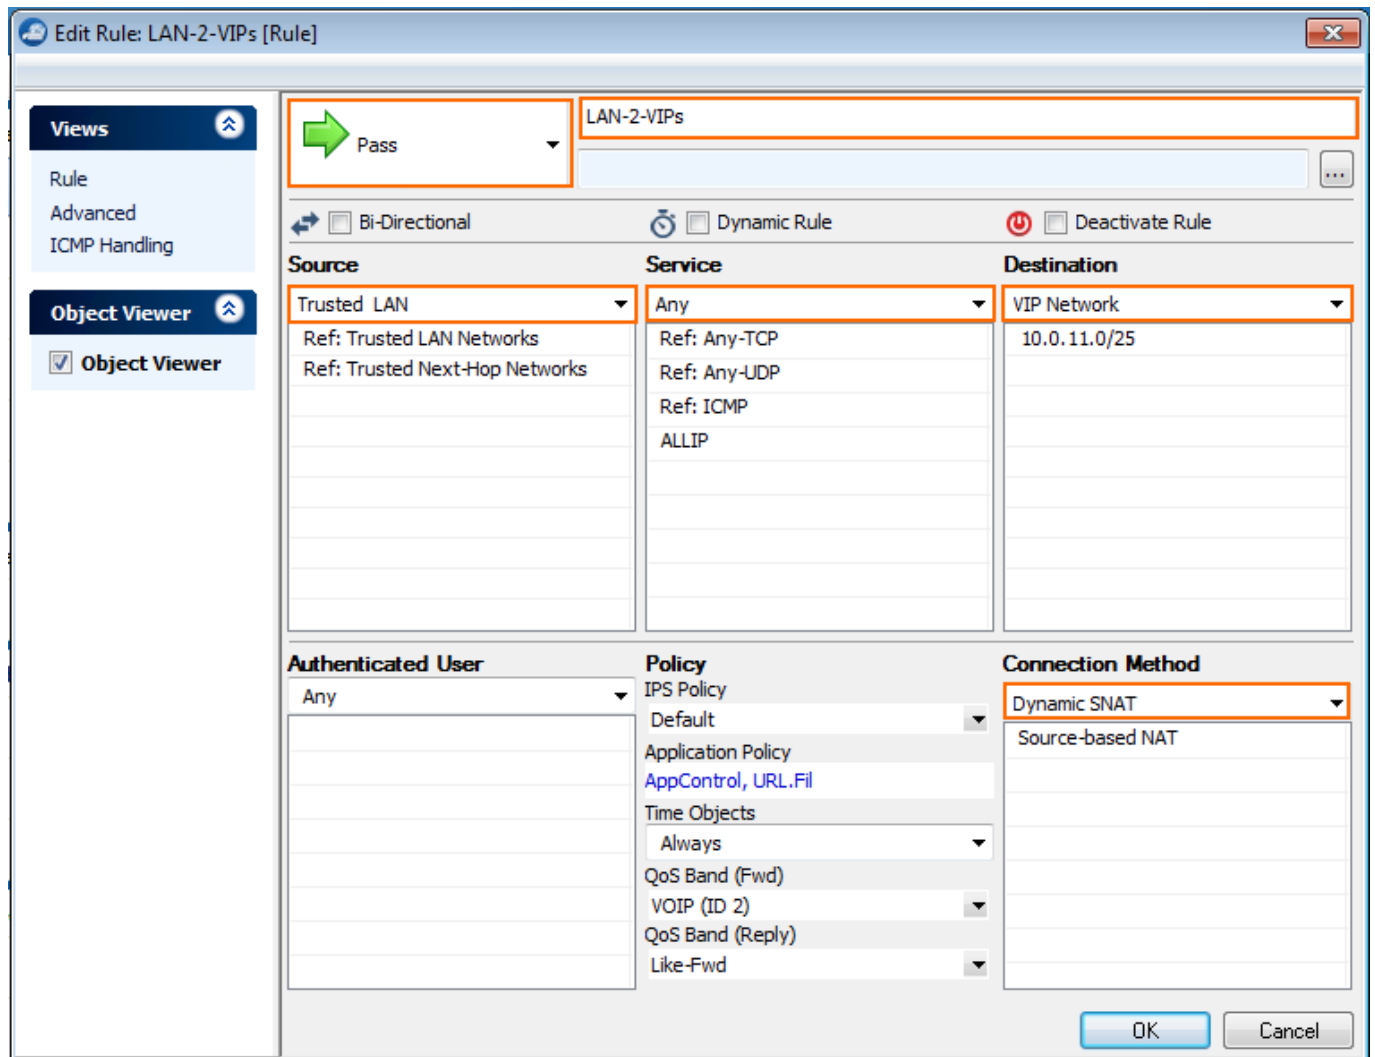 Edit Rule: LAN-2-VIPs [Rule]
Views
Rule
Advanced
ICMP Handling
Object Viewer
Object Viewer
Pass
LAN-2-VIPs
...
Bi-Directional
Dynamic Rule
Deactivate Rule
Source
Trusted LAN
Ref: Trusted LAN Networks
Ref: Trusted Next-Hop Networks
Service
Any
Ref: Any-TCP
Ref: Any-UDP
Ref: ICMP
ALLIP
Destination
VIP Network
10.0.11.0/25
Authenticated User
Any
Policy
IPS Policy
Default
Application Policy
AppControl, URL.Fil
Time Objects
Always
QoS Band (Fwd)
VOIP (ID 2)
QoS Band (Reply)
Like-Fwd
Connection Method
Dynamic SNAT
Source-based NAT
OK
Cancel